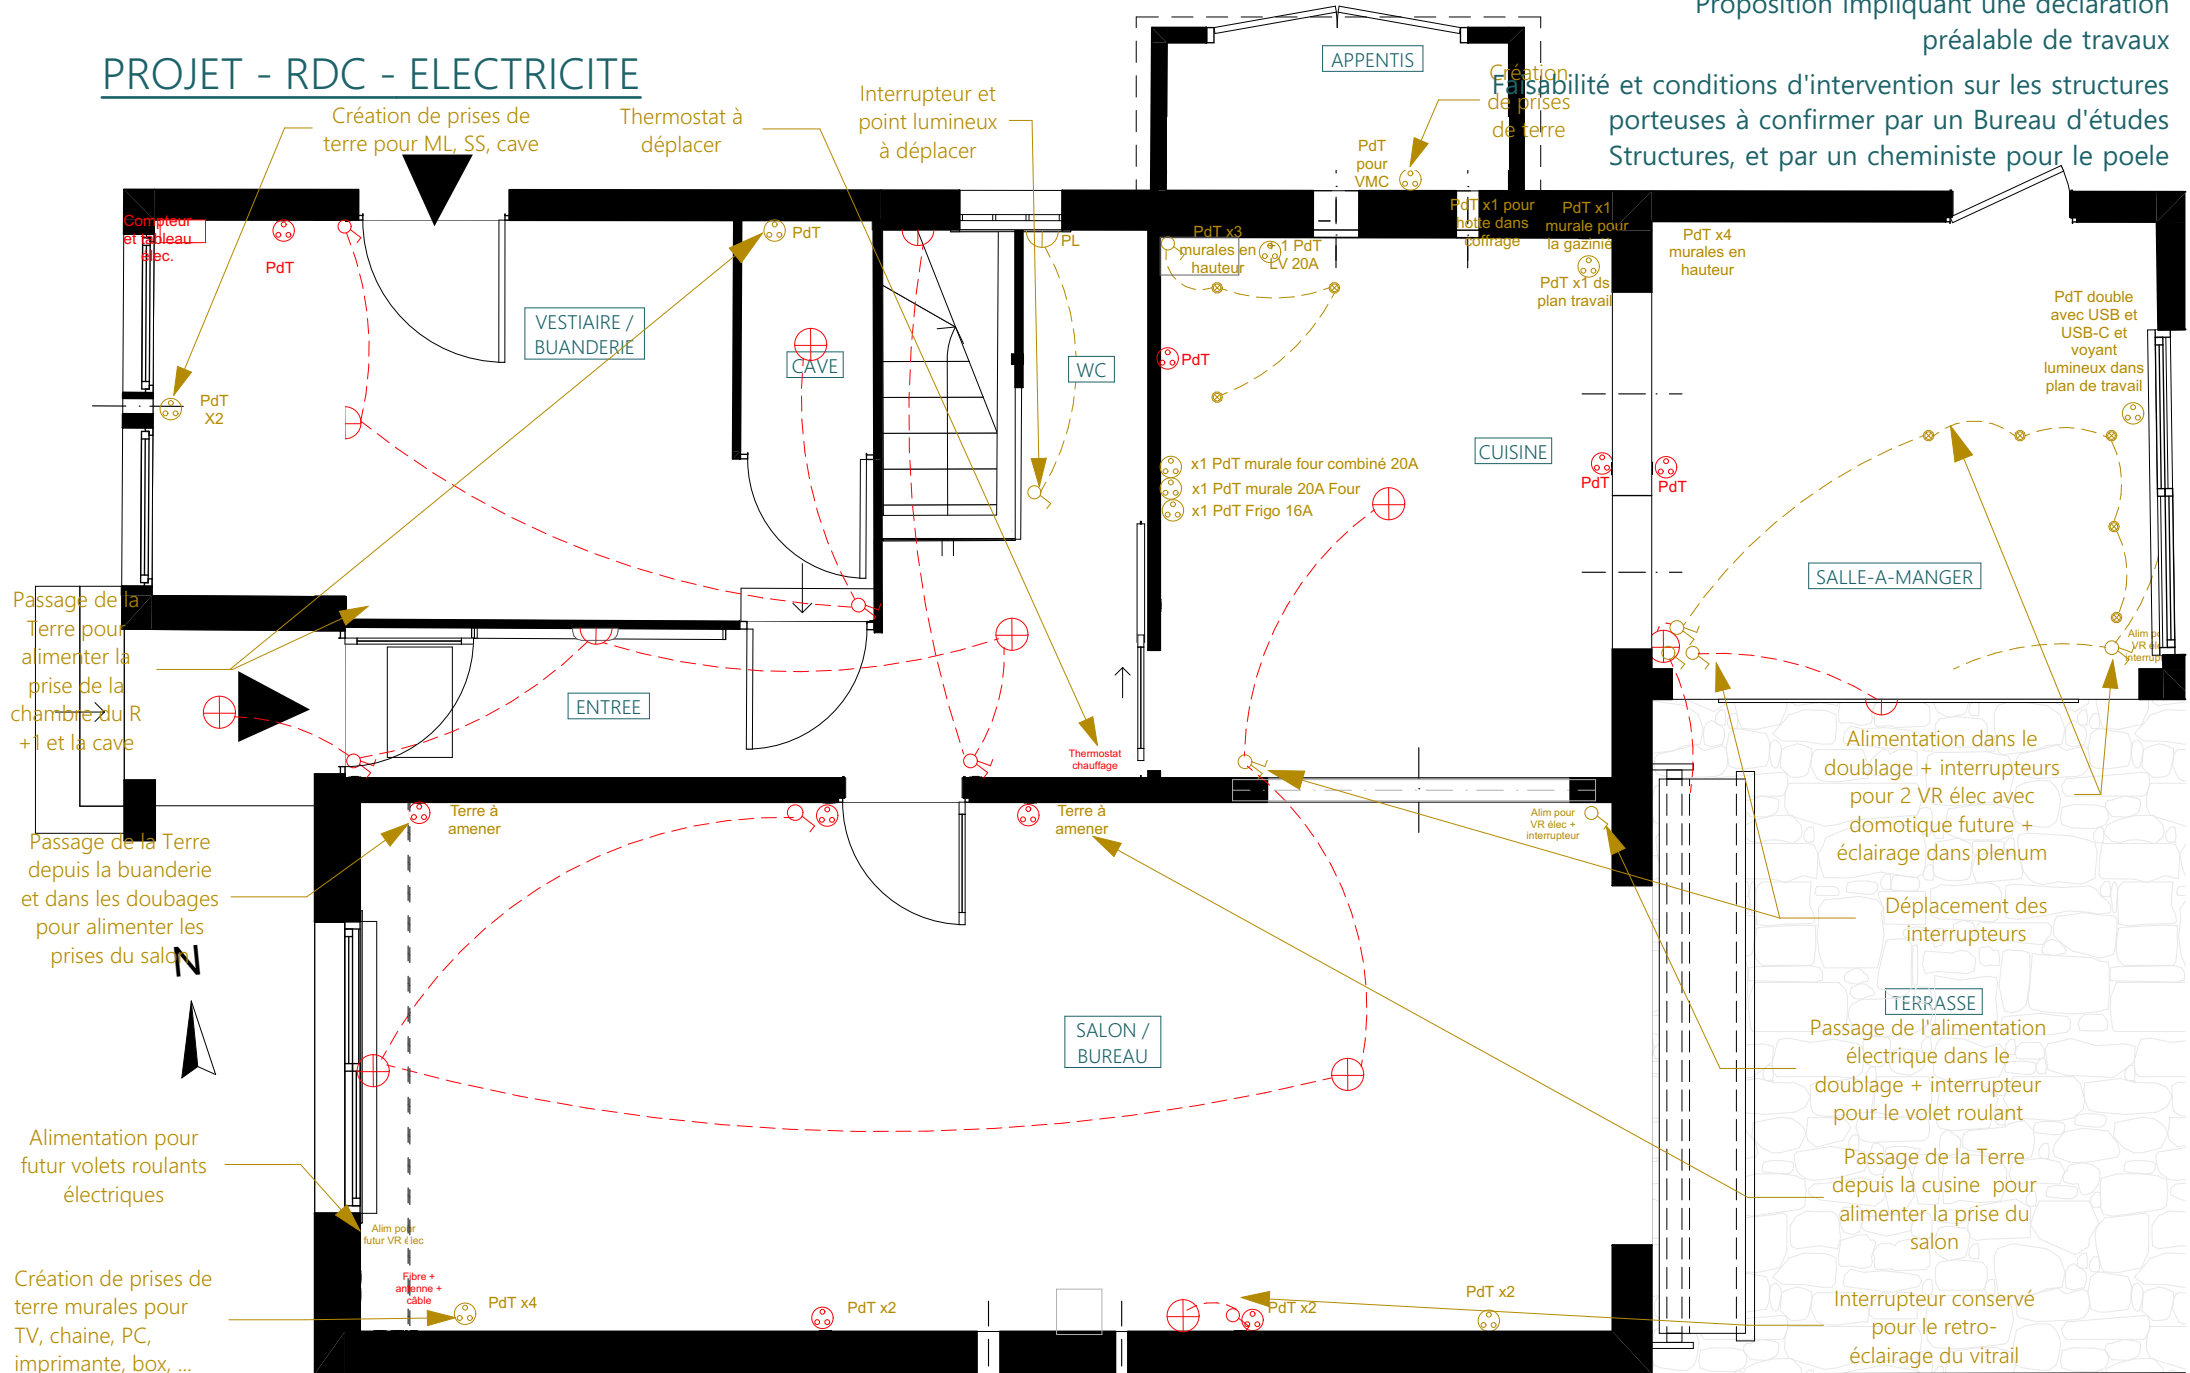 Proposition impliquant une déclaration
préalable de travaux
Faisabilité et conditions d'intervention sur les structures
porteuses à confirmer par un Bureau d'études
Structures, et par un cheministe pour le poele
PROJET - RDC - ELECTRICITE
Création de prises de
terre pour ML, SS, cave
Thermostat à
déplacer
Interrupteur et
point lumineux
à déplacer
APPENTIS
Création
de prises
de terre
PdT
pour
VMC
Compteur
et tableau
élec.
PdT
PdT
PL
PdT x3
murales en
hauteur
+ 1 PdT
LV 20A
PdT x1 pour
hotte dans
coffrage
PdT x1
murale pour
la gaziniè
PdT x1 ds
plan travail
PdT x4
murales en
hauteur
PdT double
avec USB et
USB-C et
voyant
lumineux dans
plan de travail
VESTIAIRE /
BUANDERIE
CAVE
WC
PdT
PdT
X2
CUISINE
x1 PdT murale four combiné 20A
x1 PdT murale 20A Four
x1 PdT Frigo 16A
PdT
PdT
SALLE-A-MANGER
Passage de la
Terre pour
alimenter la
prise de la
chambre du R
+1 et la cave
Alim po
VR éle
interrup
ENTREE
Thermostat
chauffage
Alimentation dans le
doublage + interrupteurs
pour 2 VR élec avec
domotique future +
éclairage dans plenum
Terre à
amener
Terre à
amener
Alim pour
VR élec +
interrupteur
Passage de la Terre
depuis la buanderie
et dans les doubages
pour alimenter les
prises du salon
N
Déplacement des
interrupteurs
TERRASSE
SALON /
BUREAU
Passage de l'alimentation
électrique dans le
doublage + interrupteur
pour le volet roulant
Alimentation pour
futur volets roulants
électriques
Passage de la Terre
depuis la cusine pour
alimenter la prise du
salon
Alim pour
futur VR élec
Création de prises de
terre murales pour
TV, chaine, PC,
imprimante, box, ...
Fibre +
antenne +
câble
PdT x4
PdT x2
PdT x2
PdT x2
Interrupteur conservé
pour le retro-
éclairage du vitrail